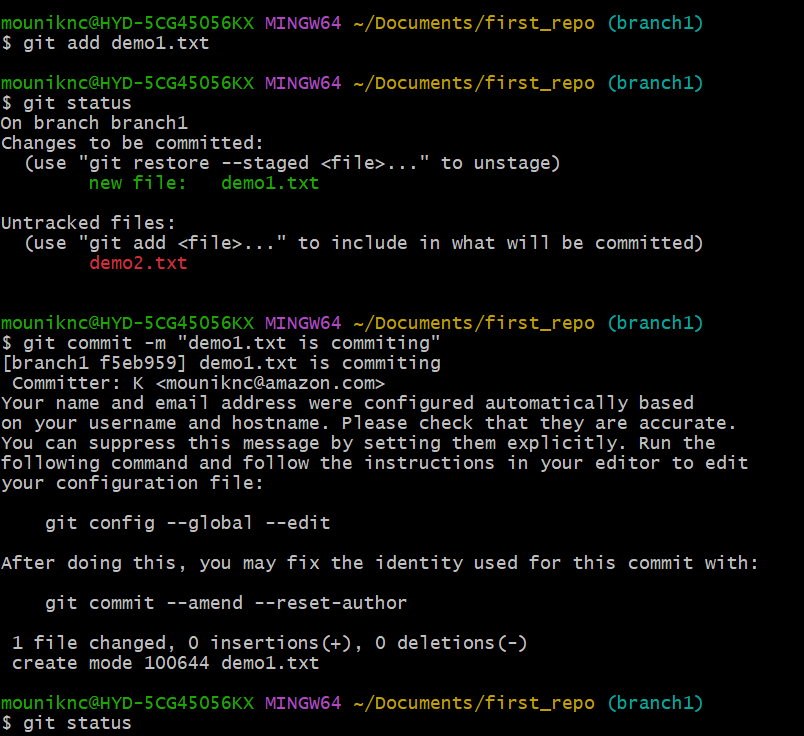 mouniknc@HYD-5CG45056KX MINGW64 ~/Documents/first_repo (branch1)
$ git add demo1.txt
mouniknc@HYD-5CG45056KX MINGW64 ~/Documents/first_repo (branch1)
$ git status
On branch branch1
Changes to be committed:
  (use "git restore --staged <file>..." to unstage)
        new file:   demo1.txt
Untracked files:
  (use "git add <file>..." to include in what will be committed)
        demo2.txt
mouniknc@HYD-5CG45056KX MINGW64 ~/Documents/first_repo (branch1)
$ git commit -m "demo1.txt is commiting"
[branch1 f5eb959] demo1.txt is commiting
 Committer: K <mouniknc@amazon.com>
Your name and email address were configured automatically based
on your username and hostname. Please check that they are accurate.
You can suppress this message by setting them explicitly. Run the
following command and follow the instructions in your editor to edit
your configuration file:
    git config --global --edit
After doing this, you may fix the identity used for this commit with:
    git commit --amend --reset-author
 1 file changed, 0 insertions(+), 0 deletions(-)
 create mode 100644 demo1.txt
mouniknc@HYD-5CG45056KX MINGW64 ~/Documents/first_repo (branch1)
$ git status